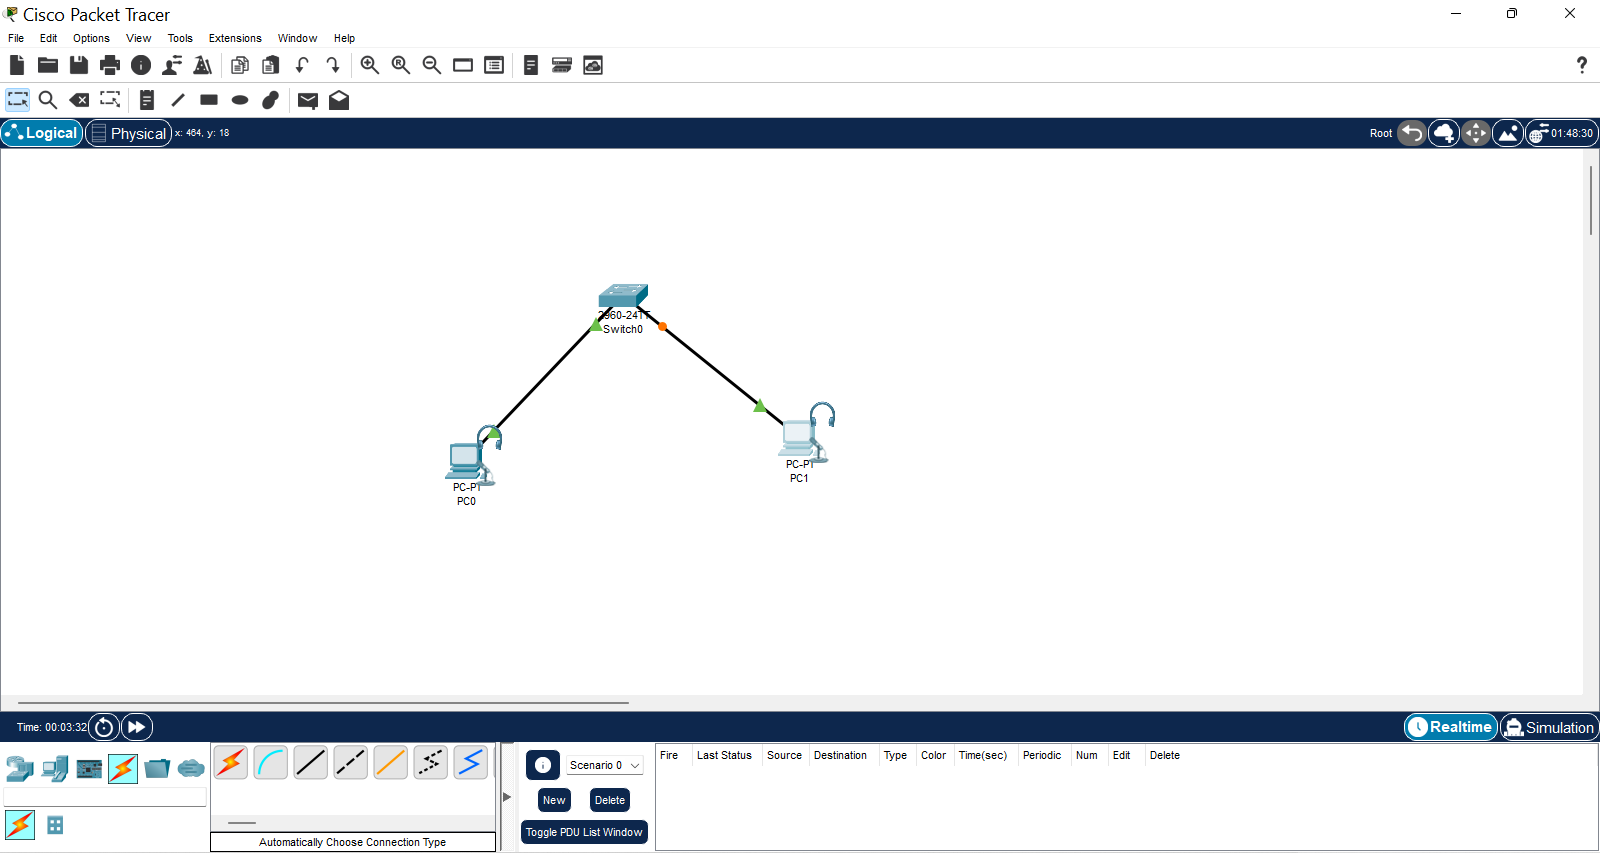 Cisco Packet Tracer
File Edit Options View Tools Extensions Window Help
?
Logical Physical x: 464, y: 18 Root 01:48:30
2960-24TT
Switch0
PC-PT
PC0
PC-PT
PC1
Time: 00:03:32 Realtime Simulation
Fire Last Status Source Destination Type Color Time(sec) Periodic Num Edit Delete
Scenario 0
New Delete
Toggle PDU List Window
Automatically Choose Connection Type